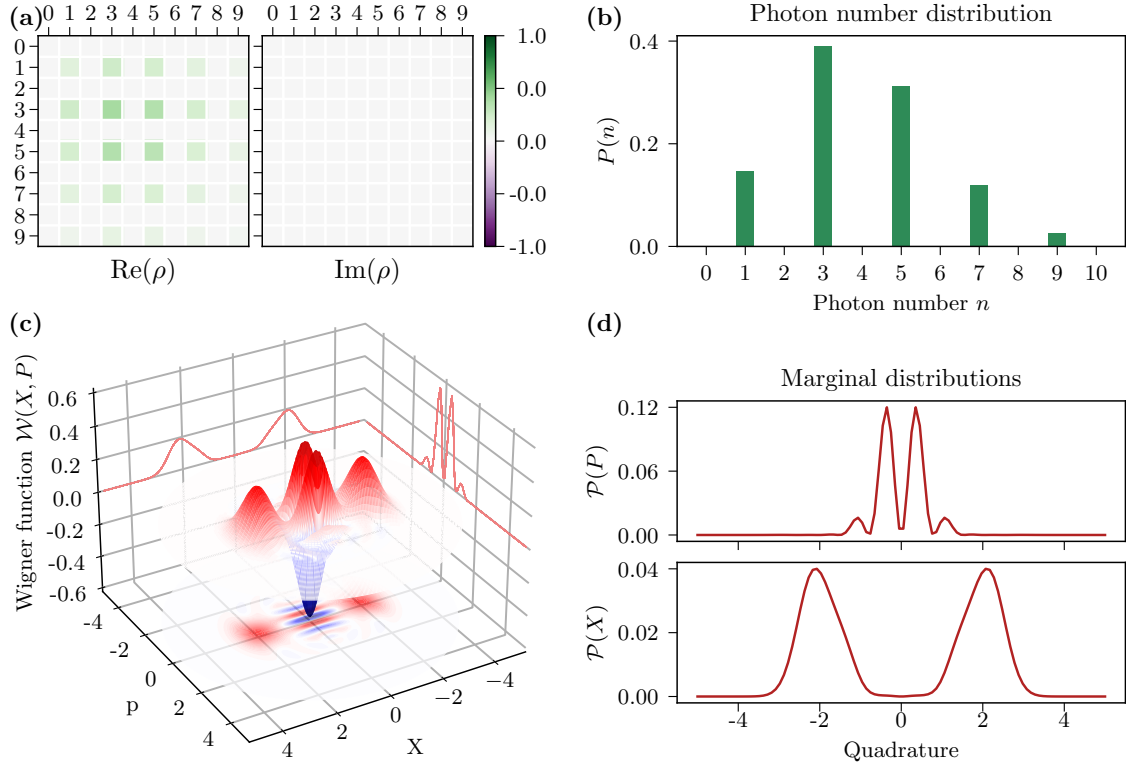 (a)
0 1 2 3 4 5 6 7 8 9
0 1 2 3 4 5 6 7 8 9
0
1
2
3
4
5
6
7
8
9
1.0
0.0
0.0
-0.0
-1.0
Re(ρ)
Im(ρ)
(b)
Photon number distribution
0.4
0.2
0.0
P(n)
0 1 2 3 4 5 6 7 8 9 10
Photon number n
(c)
Wigner function 𝒲(X, P)
0.6
0.4
0.2
0.0
-0.2
-0.4
-0.6
-4
-2
0
2
4
p
4
2
0
−2
−4
X
(d)
Marginal distributions
0.12
0.06
0.00
𝒫(P)
-4 -2 0 2 4
0.04
0.02
0.00
𝒫(X)
-4 -2 0 2 4
Quadrature